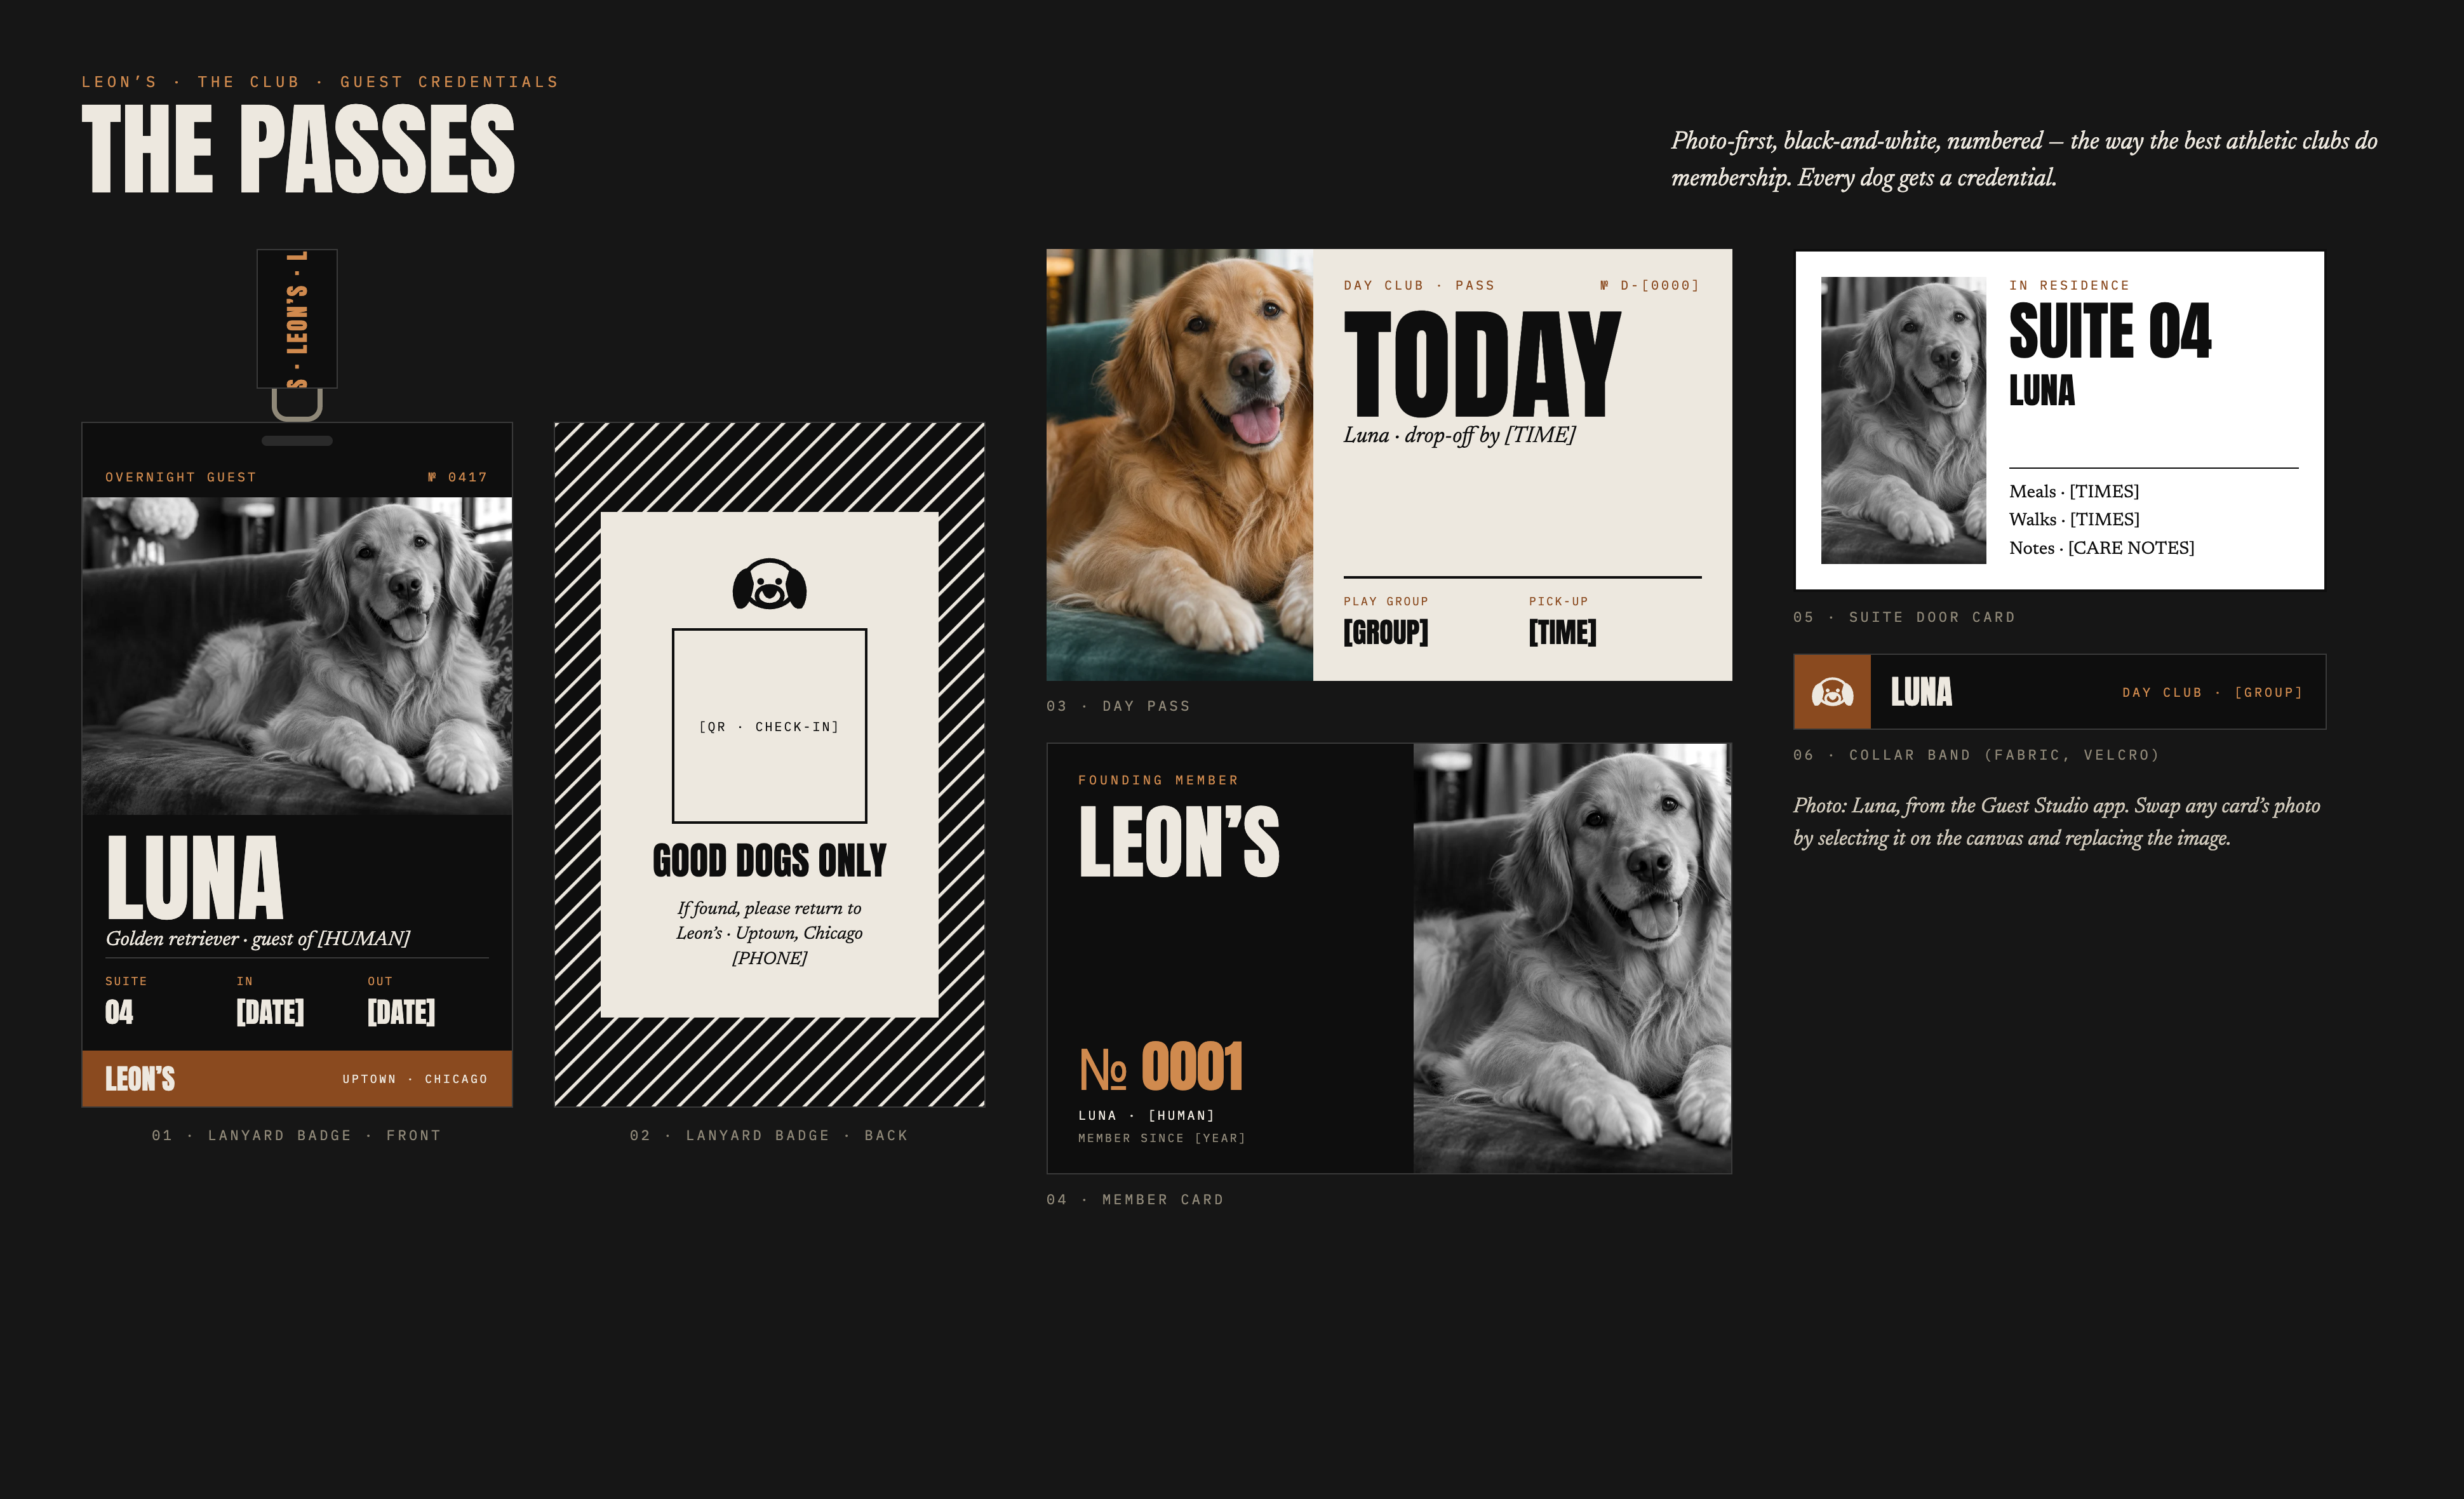 LEON’S · THE CLUB · GUEST CREDENTIALS
THE PASSES
Photo-first, black-and-white, numbered — the way the best athletic clubs do
membership. Every dog gets a credential.
S · LEON’S · L
OVERNIGHT GUEST
№ 0417
LUNA
Golden retriever · guest of [HUMAN]
SUITE
IN
OUT
04
[DATE]
[DATE]
LEON’S
UPTOWN · CHICAGO
01 · LANYARD BADGE · FRONT
[QR · CHECK-IN]
GOOD DOGS ONLY
If found, please return to
Leon’s · Uptown, Chicago
[PHONE]
02 · LANYARD BADGE · BACK
DAY CLUB · PASS
№ D-[0000]
TODAY
Luna · drop-off by [TIME]
PLAY GROUP
PICK-UP
[GROUP]
[TIME]
03 · DAY PASS
FOUNDING MEMBER
LEON’S
№ 0001
LUNA · [HUMAN]
MEMBER SINCE [YEAR]
04 · MEMBER CARD
IN RESIDENCE
SUITE 04
LUNA
Meals · [TIMES]
Walks · [TIMES]
Notes · [CARE NOTES]
05 · SUITE DOOR CARD
LUNA
DAY CLUB · [GROUP]
06 · COLLAR BAND (FABRIC, VELCRO)
Photo: Luna, from the Guest Studio app. Swap any card’s photo
by selecting it on the canvas and replacing the image.